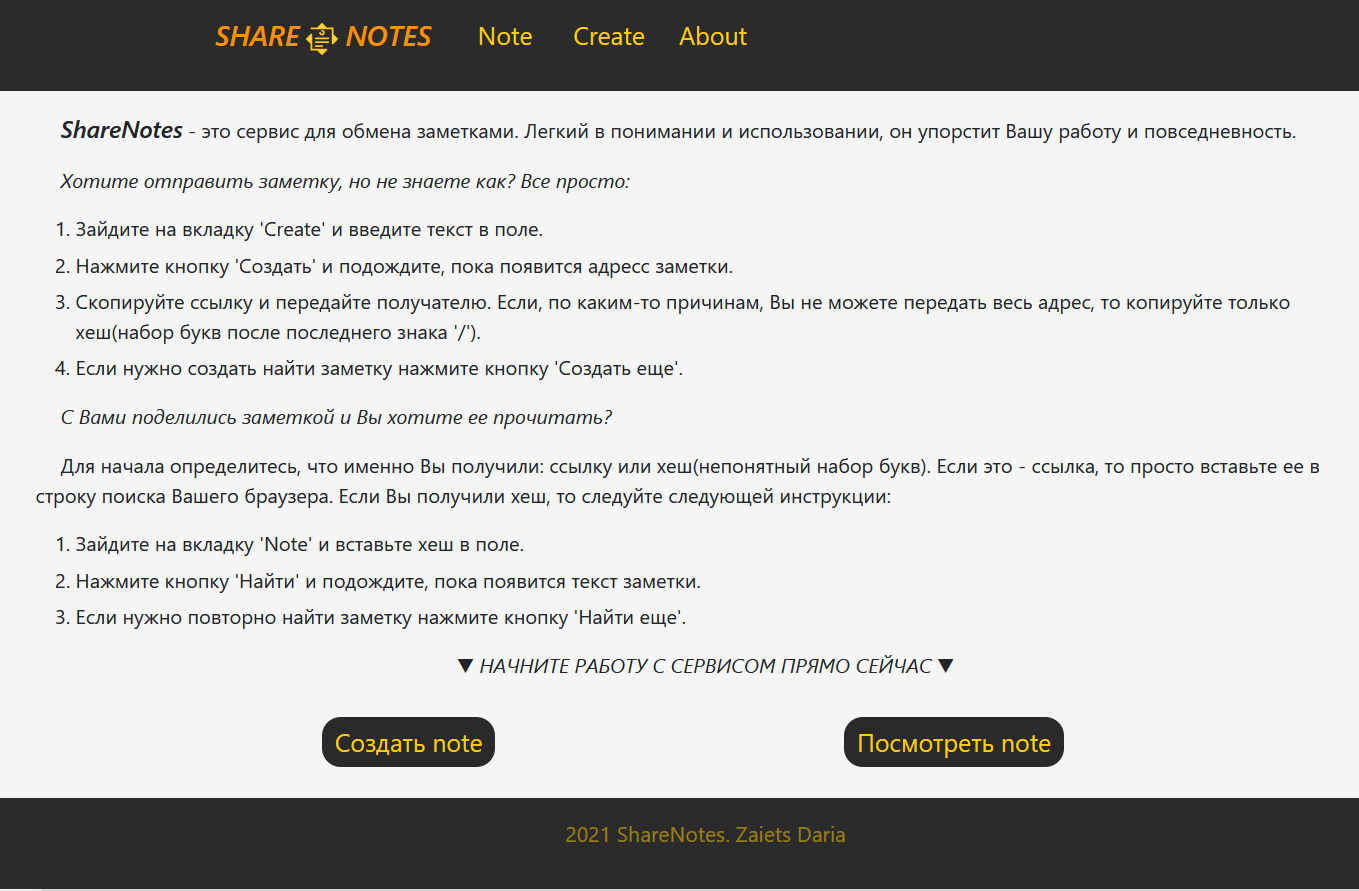 SHARE NOTES Note Create About
ShareNotes - это сервис для обмена заметками. Легкий в понимании и использовании, он упорстит Вашу работу и повседневность.
Хотите отправить заметку, но не знаете как? Все просто:
1. Зайдите на вкладку 'Create' и введите текст в поле.
2. Нажмите кнопку 'Создать' и подождите, пока появится адресс заметки.
3. Скопируйте ссылку и передайте получателю. Если, по каким-то причинам, Вы не можете передать весь адрес, то копируйте только
хеш(набор букв после последнего знака '/').
4. Если нужно создать найти заметку нажмите кнопку 'Создать еще'.
С Вами поделились заметкой и Вы хотите ее прочитать?
Для начала определитесь, что именно Вы получили: ссылку или хеш(непонятный набор букв). Если это - ссылка, то просто вставьте ее в
строку поиска Вашего браузера. Если Вы получили хеш, то следуйте следующей инструкции:
1. Зайдите на вкладку 'Note' и вставьте хеш в поле.
2. Нажмите кнопку 'Найти' и подождите, пока появится текст заметки.
3. Если нужно повторно найти заметку нажмите кнопку 'Найти еще'.
▼ НАЧНИТЕ РАБОТУ С СЕРВИСОМ ПРЯМО СЕЙЧАС ▼
Создать note Посмотреть note
2021 ShareNotes. Zaiets Daria